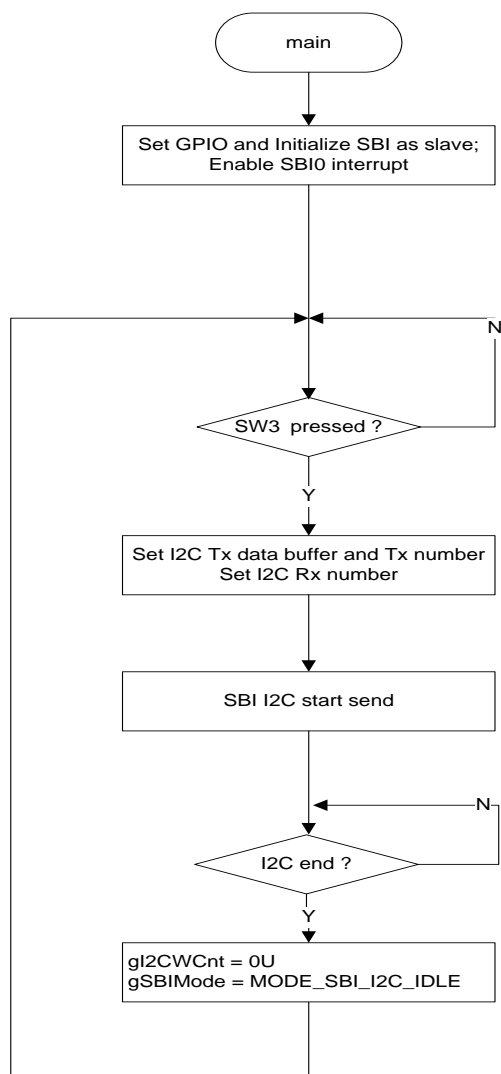 main
Set GPIO and Initialize SBI as slave;
Enable SBI0 interrupt
N
SW3  pressed ?
Y
Set I2C Tx data buffer and Tx number
Set I2C Rx number
SBI I2C start send
N
I2C end ?
Y
gI2CWCnt = 0U
gSBIMode = MODE_SBI_I2C_IDLE